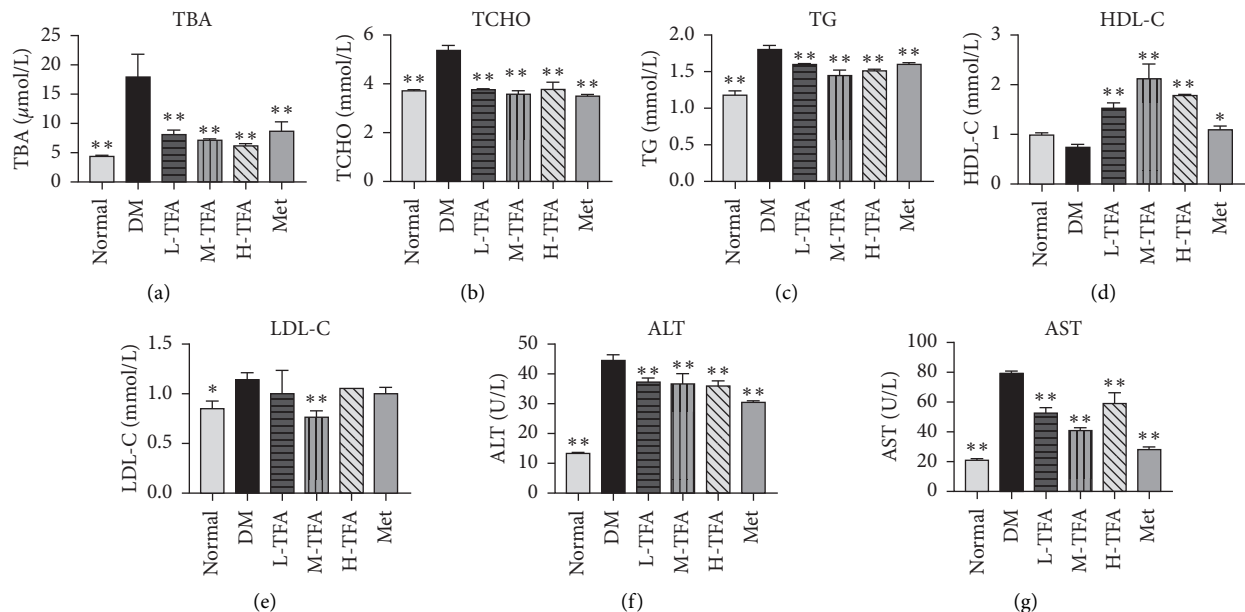 TBA
TBA (μmol/L)
25
20
15
10
5
0
** ** ** ** **
Normal
DM
L-TFA
M-TFA
H-TFA
Met
(a)
TCHO
TCHO (mmol/L)
6
4
2
0
** ** ** ** **
Normal
DM
L-TFA
M-TFA
H-TFA
Met
(b)
TG
TG (mmol/L)
2.0
1.5
1.0
0.5
0.0
** ** ** ** **
Normal
DM
L-TFA
M-TFA
H-TFA
Met
(c)
HDL-C
HDL-C (mmol/L)
3
2
1
0
** ** ** *
Normal
DM
L-TFA
M-TFA
H-TFA
Met
(d)
LDL-C
LDL-C (mmol/L)
1.5
1.0
0.5
0.0
* **
Normal
DM
L-TFA
M-TFA
H-TFA
Met
(e)
ALT
ALT (U/L)
50
40
30
20
10
0
** ** ** ** **
Normal
DM
L-TFA
M-TFA
H-TFA
Met
(f)
AST
AST (U/L)
100
80
60
40
20
0
** ** ** ** **
Normal
DM
L-TFA
M-TFA
H-TFA
Met
(g)